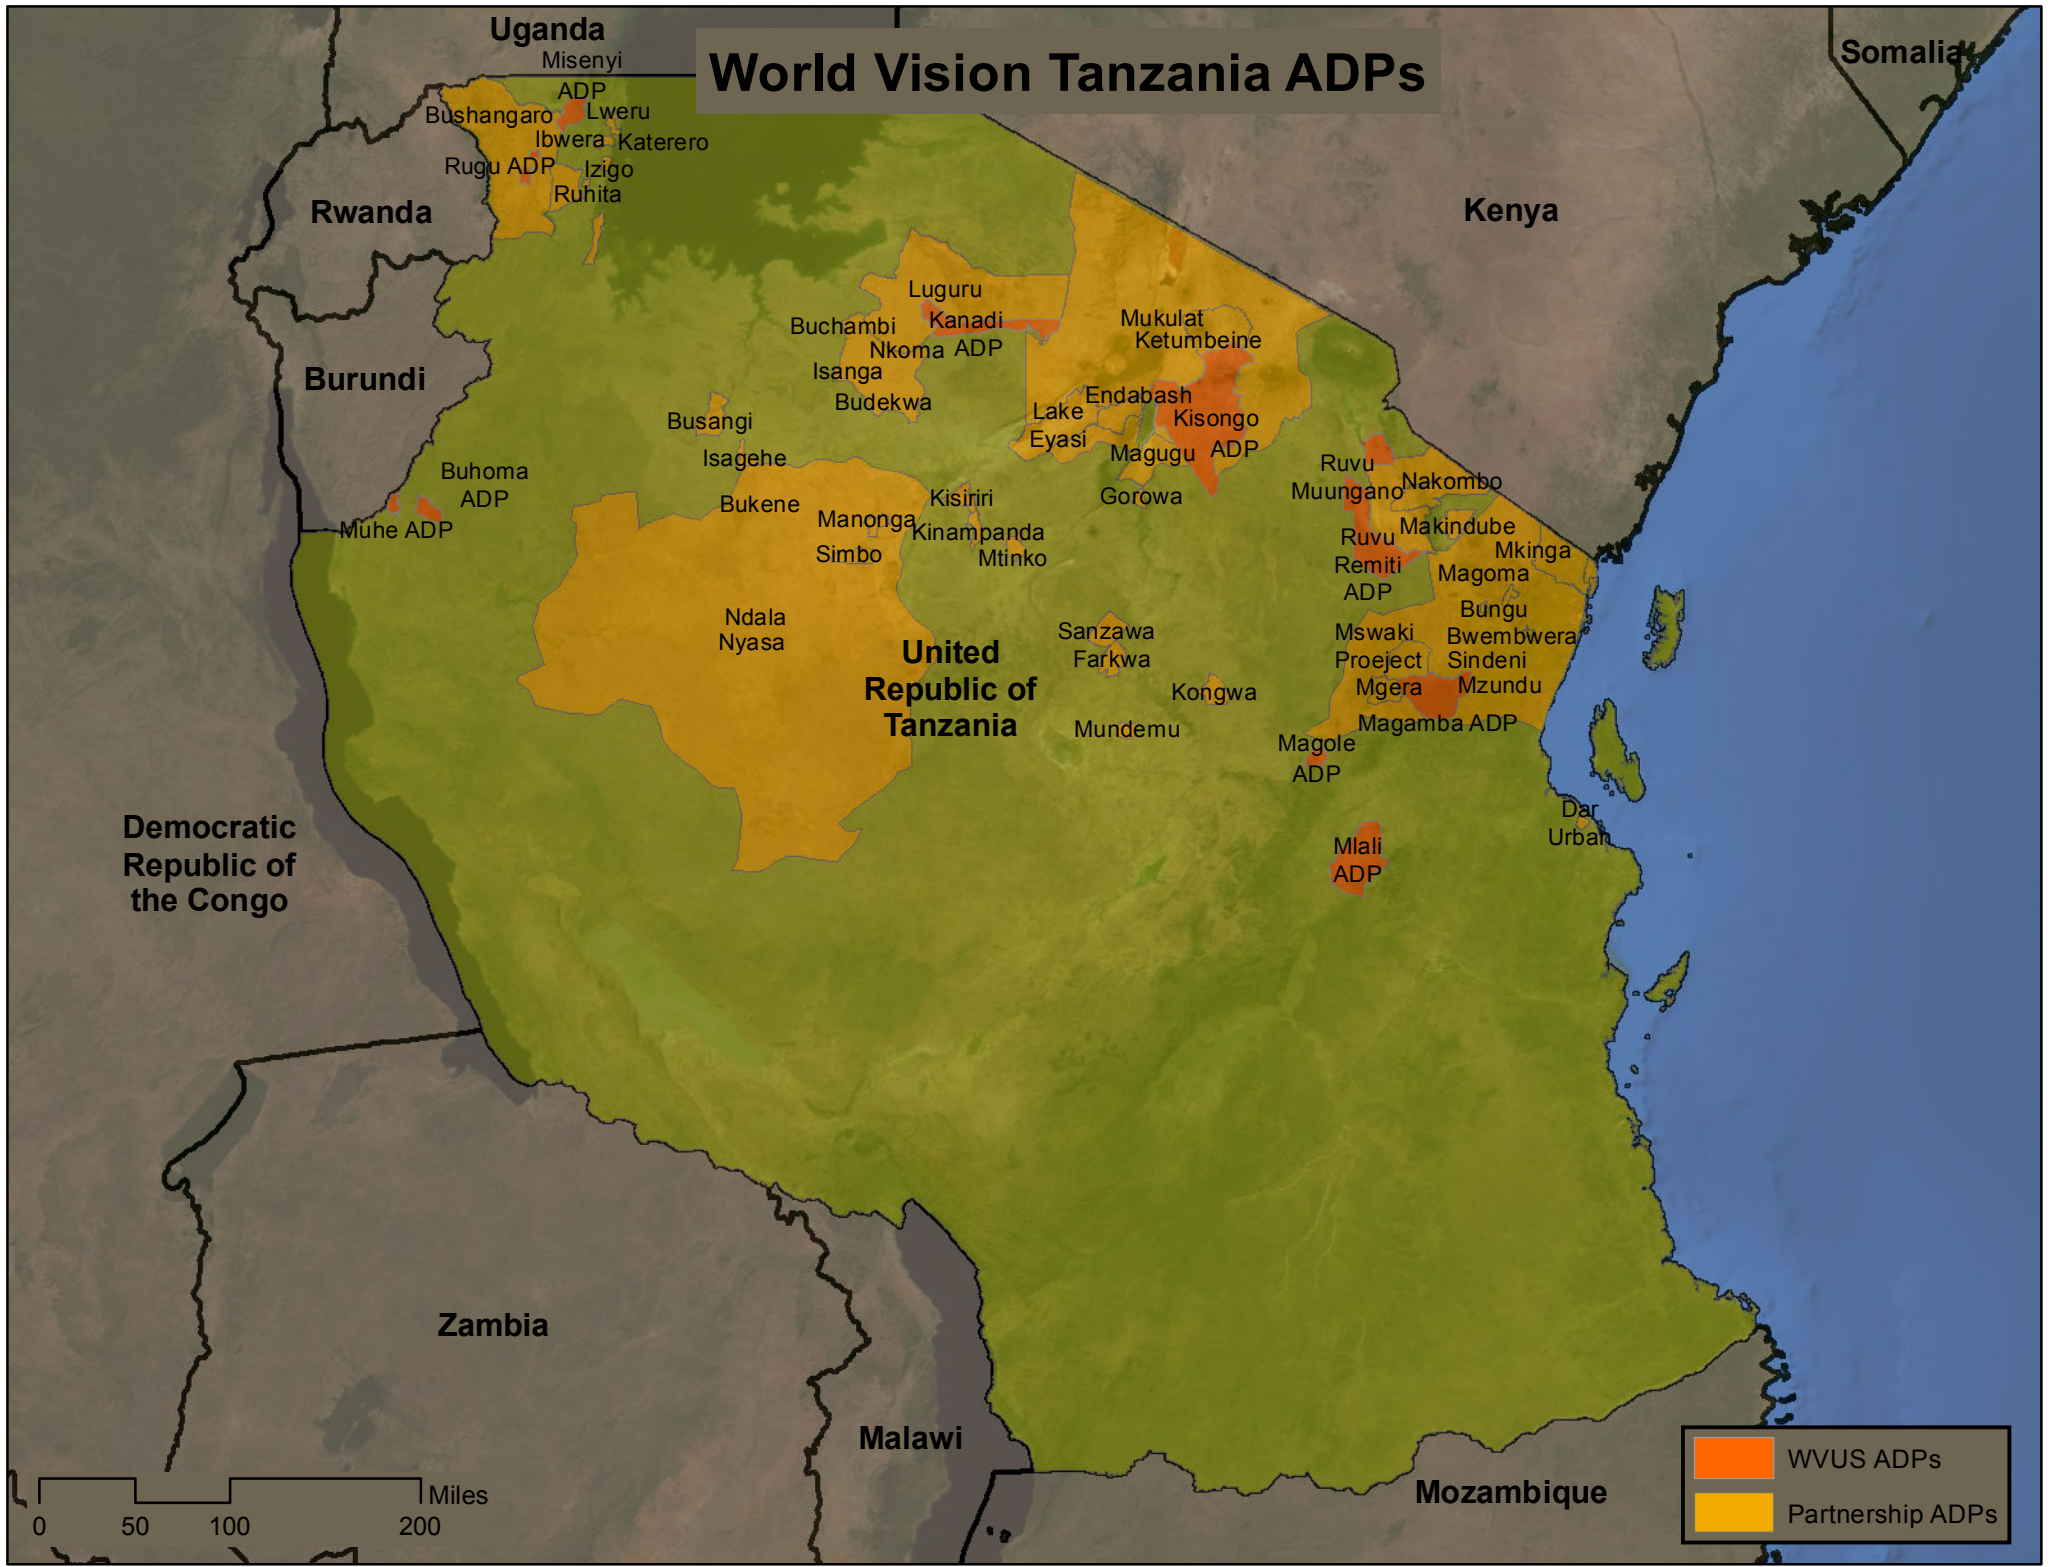 World Vision Tanzania ADPs
Uganda
Somalia
Misenyi
ADP
Lweru
Bushangaro
Ibwera
Katerero
Rugu ADP
Izigo
Ruhita
Rwanda
Kenya
Luguru
Kanadi
ADP
Buchambi
Nkoma
Isanga
Budekwa
Mukulat
Ketumbeine
Burundi
Endabash
Lake
Eyasi
Kisongo
ADP
Magugu
Gorowa
Busangi
Isagehe
Buhoma
ADP
Muhe ADP
Bukene
Manonga
Simbo
Kisiriri
Kinampanda
Mtinko
Ruvu
Muungano
Nakombo
Makindube
Ruvu
Remiti
ADP
Mkinga
Magoma
Bungu
Bwembwera
Mswaki
Proeject
Sindeni
Mgera
Mzundu
Magamba ADP
Ndala
Nyasa
United
Republic of
Tanzania
Sanzawa
Farkwa
Kongwa
Mundemu
Magole
ADP
Dar
Urban
Mlali
ADP
Democratic
Republic of
the Congo
Zambia
Malawi
Mozambique
Miles
0 50 100 200
WVUS ADPs
Partnership ADPs